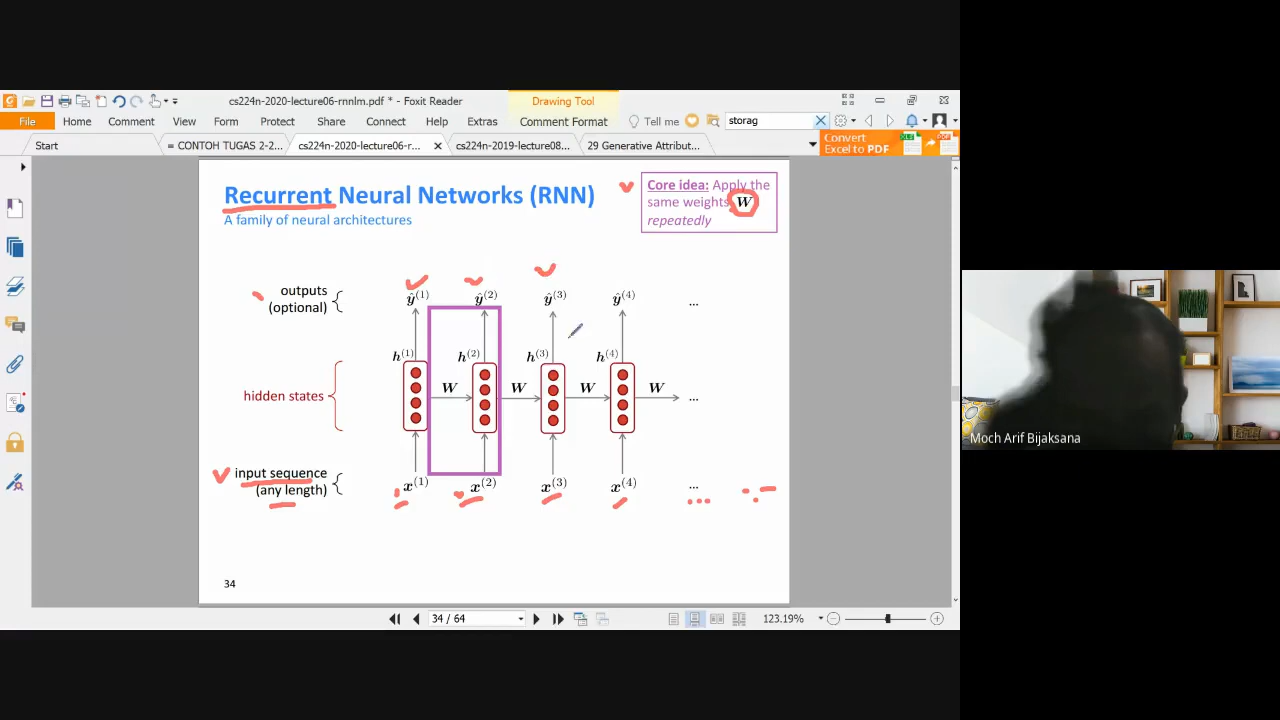 cs224n-2020-lecture06-rnnlm.pdf * - Foxit Reader
Drawing Tool
File
Home
Comment
View
Form
Protect
Share
Connect
Help
Extras
Comment Format
Tell me
storag
Start
= CONTOH TUGAS 2-2...
cs224n-2020-lecture06-r...
cs224n-2019-lecture08...
29 Generative Attribut...
Convert
Excel to PDF
Recurrent Neural Networks (RNN)
A family of neural architectures
Core idea: Apply the
same weights W
repeatedly
outputs
(optional)
ŷ(1) ŷ(2) ŷ(3) ŷ(4) ...
h(1) h(2) h(3) h(4)
hidden states
W W W W ...
input sequence
(any length)
x(1) x(2) x(3) x(4) ...
34
34 / 64
123.19%
Moch Arif Bijaksana